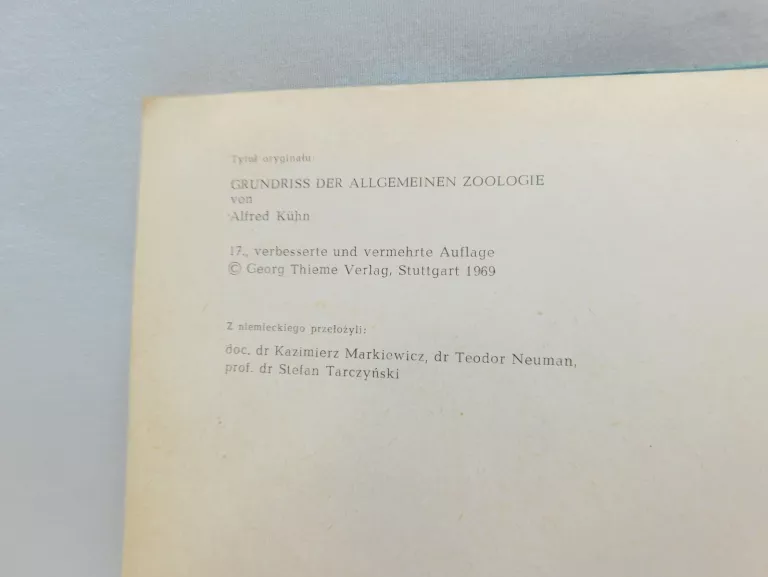 Tytuł oryginału
GRUNDRISS DER ALLGEMEINEN ZOOLOGIE
von
Alfred Kühn
17., verbesserte und vermehrte Auflage
© Georg Thieme Verlag, Stuttgart 1969
Z niemieckiego przełożyli:
doc. dr Kazimierz Markiewicz, dr Teodor Neuman,
prof. dr Stefan Tarczyński